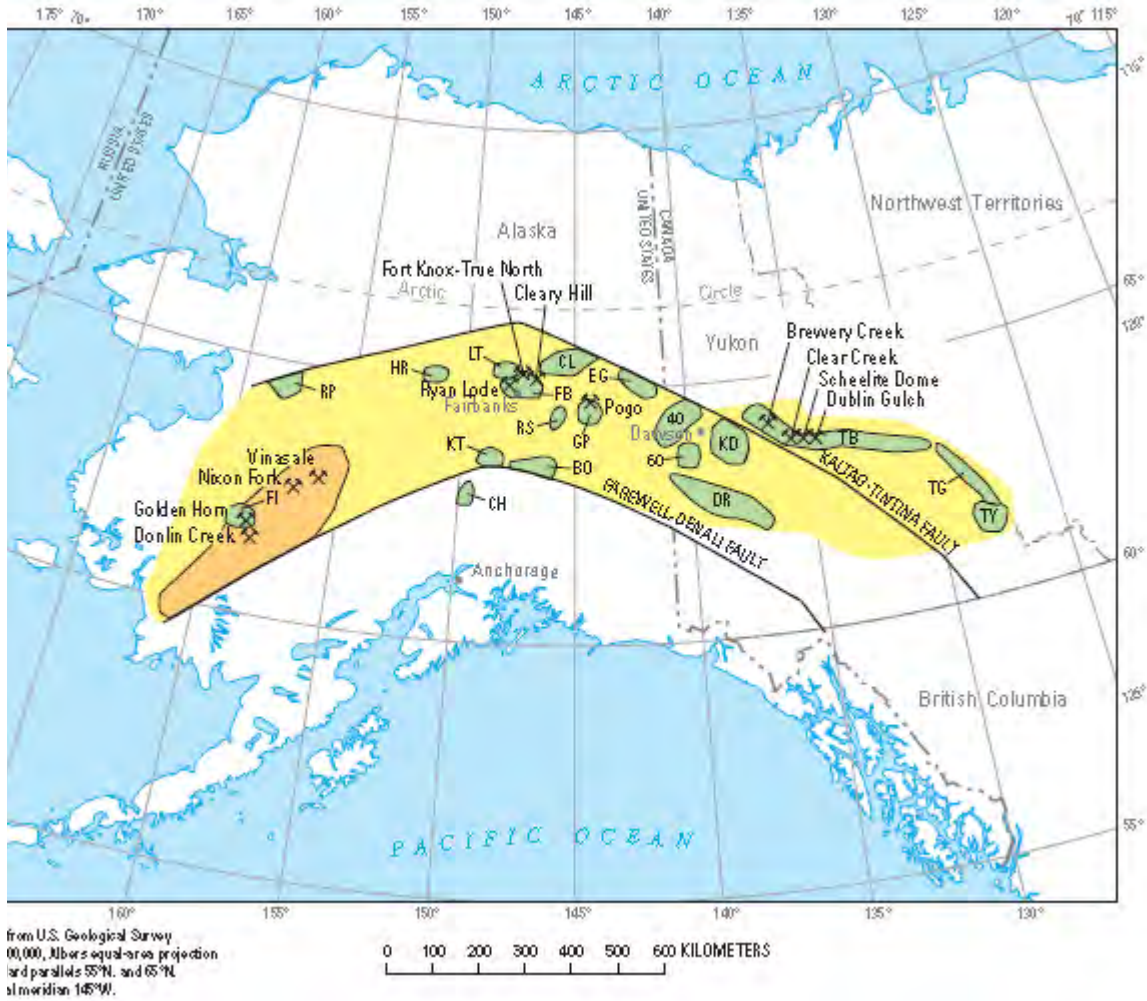 175° 70° 170° 165° 160° 155° 150° 145° 140° 135° 130° 125° 120° 70° 115°
ARCTIC OCEAN
RUSSIA
UNITED STATES
UNITED STATES
CANADA
Northwest Territories
Alaska
Fort Knox-True North
Arctic
Circle
65°
Cleary Hill
120°
Yukon
Brewery Creek
Clear Creek
Scheelite Dome
Dublin Gulch
LT
CL
HR
EG
RP
Ryan Lode
FB
Pogo
Fairbanks
RS
GP
40
Dawson
KD
TB
60
KT
BO
KALTAG-TINTINA FAULT
TG
DR
TY
CH
FAREWELL-DENALI FAULT
Vinasale
Nixon Fork
FI
Golden Horn
Donlin Creek
60°
Anchorage
125°
British Columbia
PACIFIC OCEAN
55°
160° 155° 150° 145° 140° 135° 130°
from U.S. Geological Survey
00,000, Albers equal-area projection
ard parallels 55°N. and 65°N.
al meridian 145°W.
0 100 200 300 400 500 600 KILOMETERS